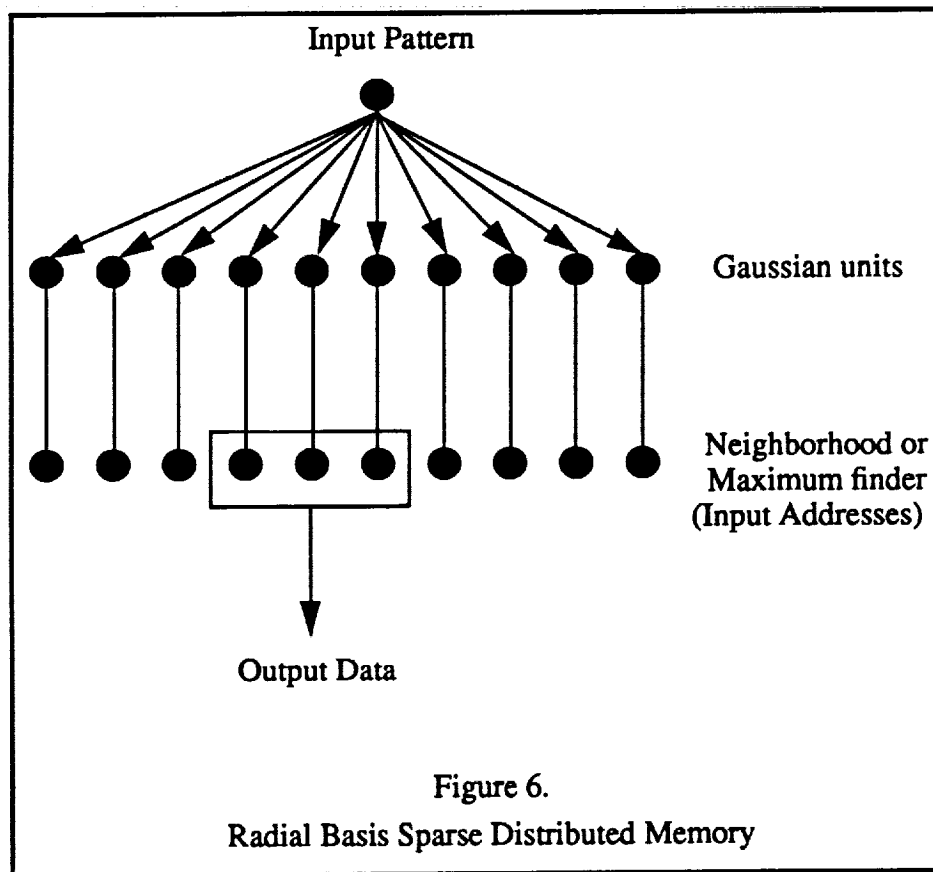 Input Pattern
Gaussian units
Neighborhood or
Maximum finder
(Input Addresses)
Output Data
Figure 6.
Radial Basis Sparse Distributed Memory